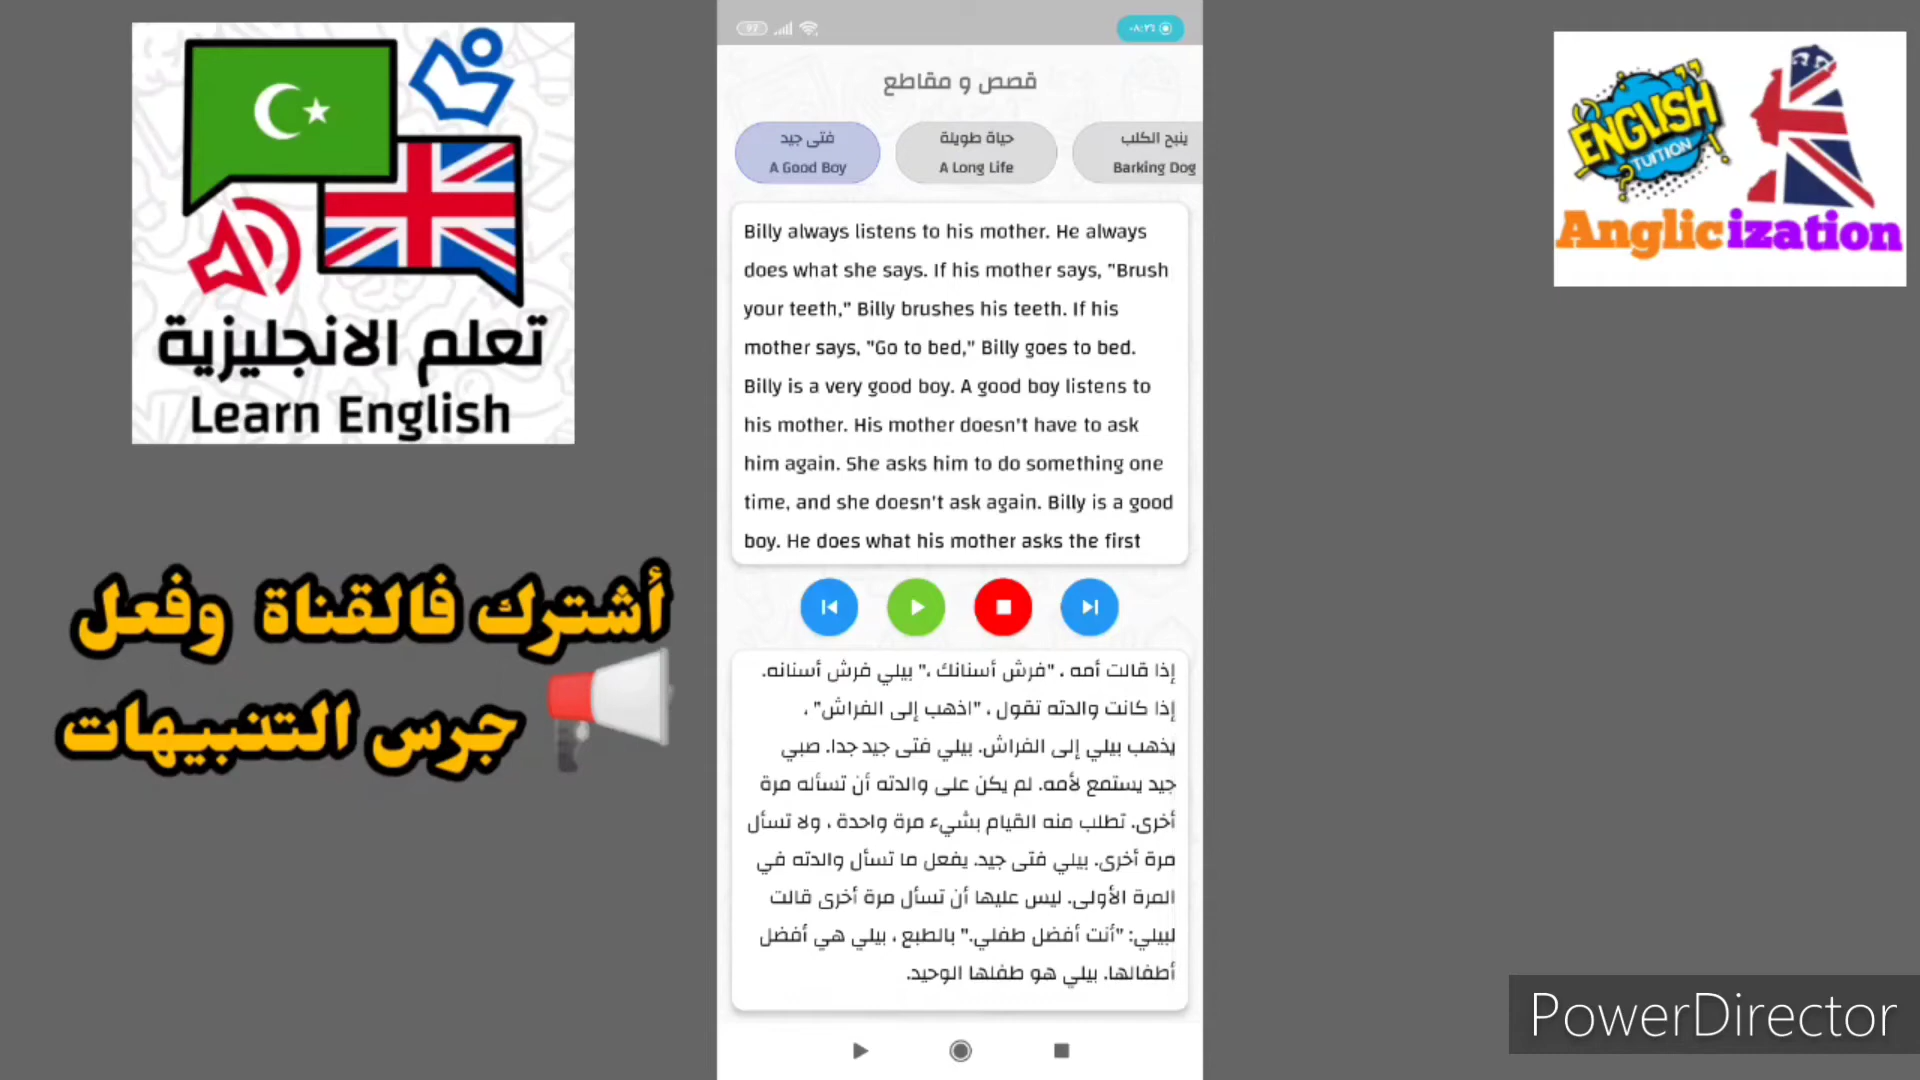 تعلم الانجليزية
Learn English
أشترك فالقناة وفعل
جرس التنبيهات
97
٠٨:٢٦
قصص و مقاطع
فتى جيد
A Good Boy
حياة طويلة
A Long Life
ينبح الكلب
Barking Dog
Billy always listens to his mother. He always
does what she says. If his mother says, "Brush
your teeth," Billy brushes his teeth. If his
mother says, "Go to bed," Billy goes to bed.
Billy is a very good boy. A good boy listens to
his mother. His mother doesn't have to ask
him again. She asks him to do something one
time, and she doesn't ask again. Billy is a good
boy. He does what his mother asks the first
إذا قالت أمه ، "فرش أسنانك ،" بيلي فرش أسنانه.
إذا كانت والدته تقول ، "اذهب إلى الفراش" ،
يذهب بيلي إلى الفراش. بيلي فتى جيد جدا. صبي
جيد يستمع لأمه. لم يكن على والدته أن تسأله مرة
أخرى. تطلب منه القيام بشيء مرة واحدة ، ولا تسأل
مرة أخرى. بيلي فتى جيد. يفعل ما تسأل والدته في
المرة الأولى. ليس عليها أن تسأل مرة أخرى قالت
لبيلي: "أنت أفضل طفلي." بالطبع ، بيلي هي أفضل
أطفالها. بيلي هو طفلها الوحيد.
ENGLISH
TUITION
Anglicization
PowerDirector